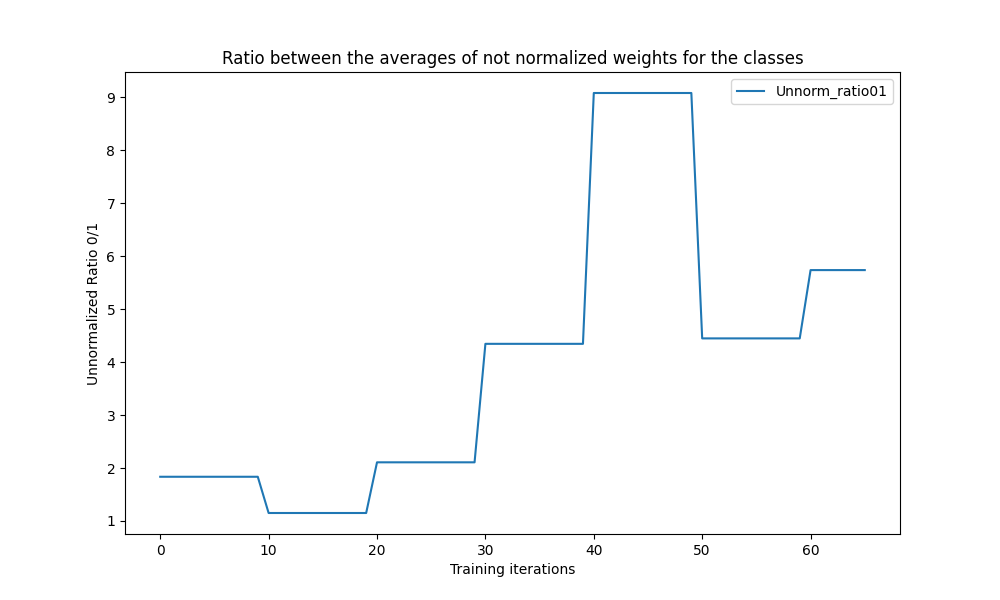 Ratio between the averages of not normalized weights for the classes
Unnorm_ratio01
Unnormalized Ratio 0/1
9
8
7
6
5
4
3
2
1
0 10 20 30 40 50 60
Training iterations